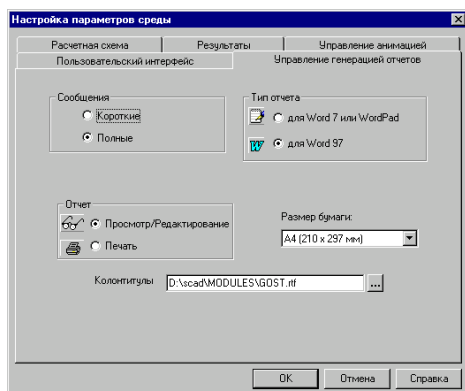 Настройка параметров среды
Расчетная схема Результаты Управление анимацией
Пользовательский интерфейс Управление генерацией отчетов
Сообщения
Короткие
Полные
Тип отчета
для Word 7 или WordPad
для Word 97
Отчет
Просмотр/Редактирование
Печать
Размер бумаги:
A4 (210 x 297 мм)
Колонтитулы D:\scad\MODULES\GOST.rtf ...
OK Отмена Справка